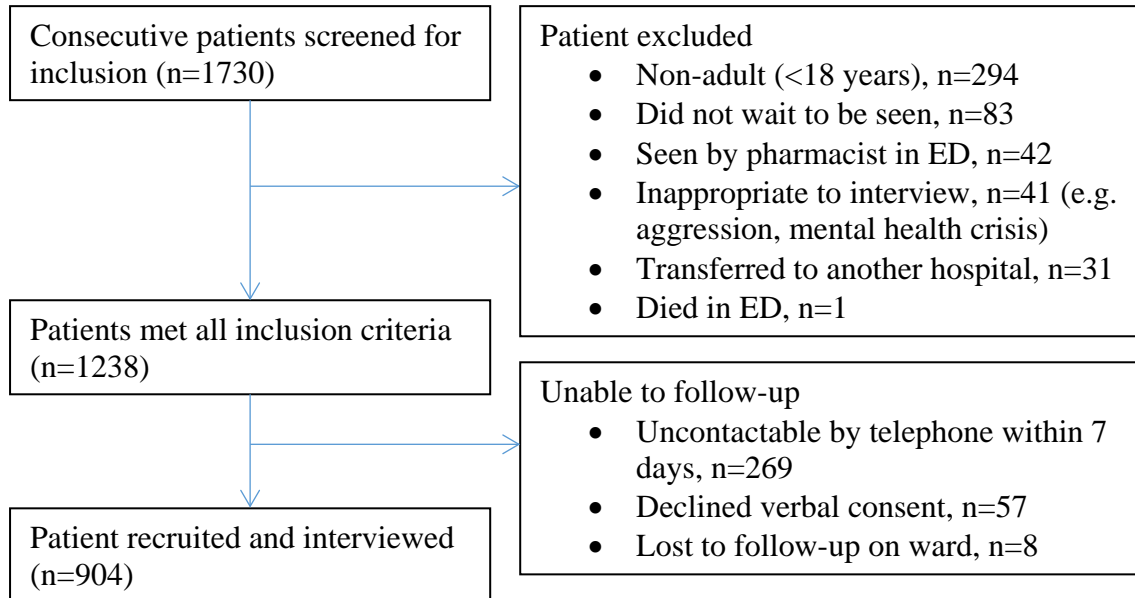 Consecutive patients screened for
inclusion (n=1730)
Patient excluded
• Non-adult (<18 years), n=294
• Did not wait to be seen, n=83
• Seen by pharmacist in ED, n=42
• Inappropriate to interview, n=41 (e.g.
aggression, mental health crisis)
• Transferred to another hospital, n=31
• Died in ED, n=1
Patients met all inclusion criteria
(n=1238)
Unable to follow-up
• Uncontactable by telephone within 7
days, n=269
• Declined verbal consent, n=57
• Lost to follow-up on ward, n=8
Patient recruited and interviewed
(n=904)